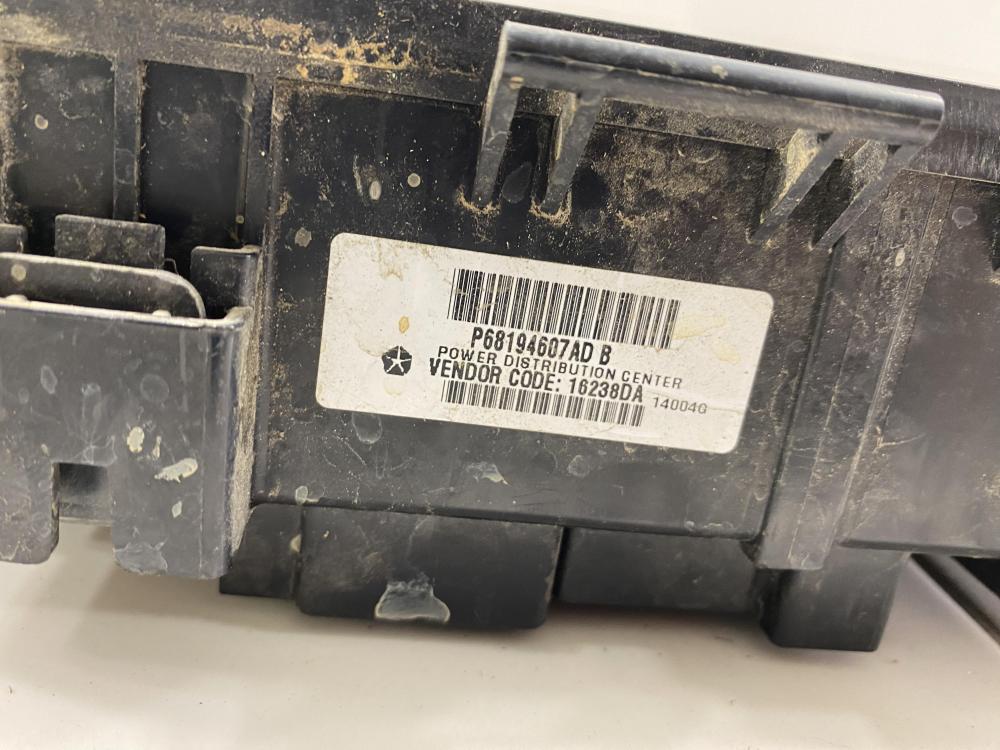 P68194607AD B
POWER DISTRIBUTION CENTER
VENDOR CODE: 16238DA 14004G